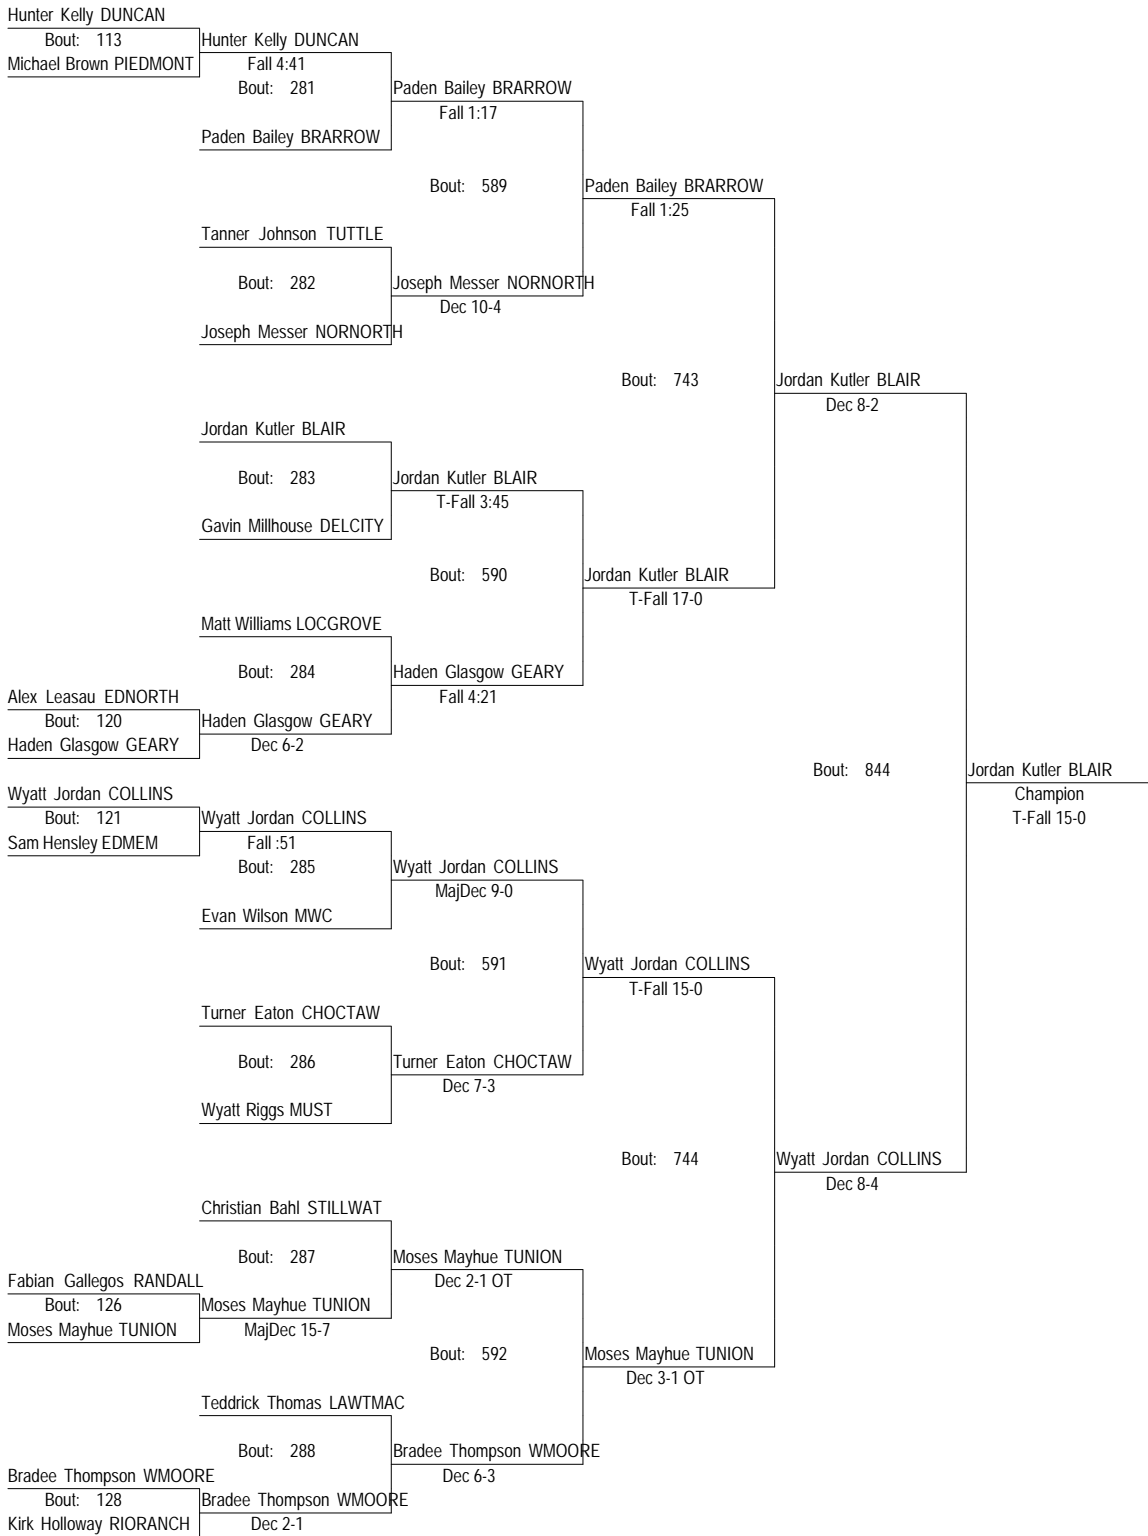 Hunter Kelly DUNCAN
Bout: 113
Hunter Kelly DUNCAN
Michael Brown PIEDMONT
Fall 4:41
Bout: 281
Paden Bailey BRARROW
Fall 1:17
Paden Bailey BRARROW
Bout: 589
Paden Bailey BRARROW
Fall 1:25
Tanner Johnson TUTTLE
Bout: 282
Joseph Messer NORNORTH
Dec 10-4
Joseph Messer NORNORTH
Bout: 743
Jordan Kutler BLAIR
Dec 8-2
Jordan Kutler BLAIR
Bout: 283
Jordan Kutler BLAIR
T-Fall 3:45
Gavin Millhouse DELCITY
Bout: 590
Jordan Kutler BLAIR
T-Fall 17-0
Matt Williams LOCGROVE
Bout: 284
Haden Glasgow GEARY
Fall 4:21
Alex Leasau EDNORTH
Bout: 120
Haden Glasgow GEARY
Haden Glasgow GEARY
Dec 6-2
Bout: 844
Jordan Kutler BLAIR
Champion
T-Fall 15-0
Wyatt Jordan COLLINS
Bout: 121
Wyatt Jordan COLLINS
Sam Hensley EDMEM
Fall :51
Bout: 285
Wyatt Jordan COLLINS
MajDec 9-0
Evan Wilson MWC
Bout: 591
Wyatt Jordan COLLINS
T-Fall 15-0
Turner Eaton CHOCTAW
Bout: 286
Turner Eaton CHOCTAW
Dec 7-3
Wyatt Riggs MUST
Bout: 744
Wyatt Jordan COLLINS
Dec 8-4
Christian Bahl STILLWAT
Bout: 287
Moses Mayhue TUNION
Dec 2-1 OT
Fabian Gallegos RANDALL
Bout: 126
Moses Mayhue TUNION
Moses Mayhue TUNION
MajDec 15-7
Bout: 592
Moses Mayhue TUNION
Dec 3-1 OT
Teddrick Thomas LAWTMAC
Bout: 288
Bradee Thompson WMOORE
Dec 6-3
Bradee Thompson WMOORE
Bout: 128
Bradee Thompson WMOORE
Kirk Holloway RIORANCH
Dec 2-1